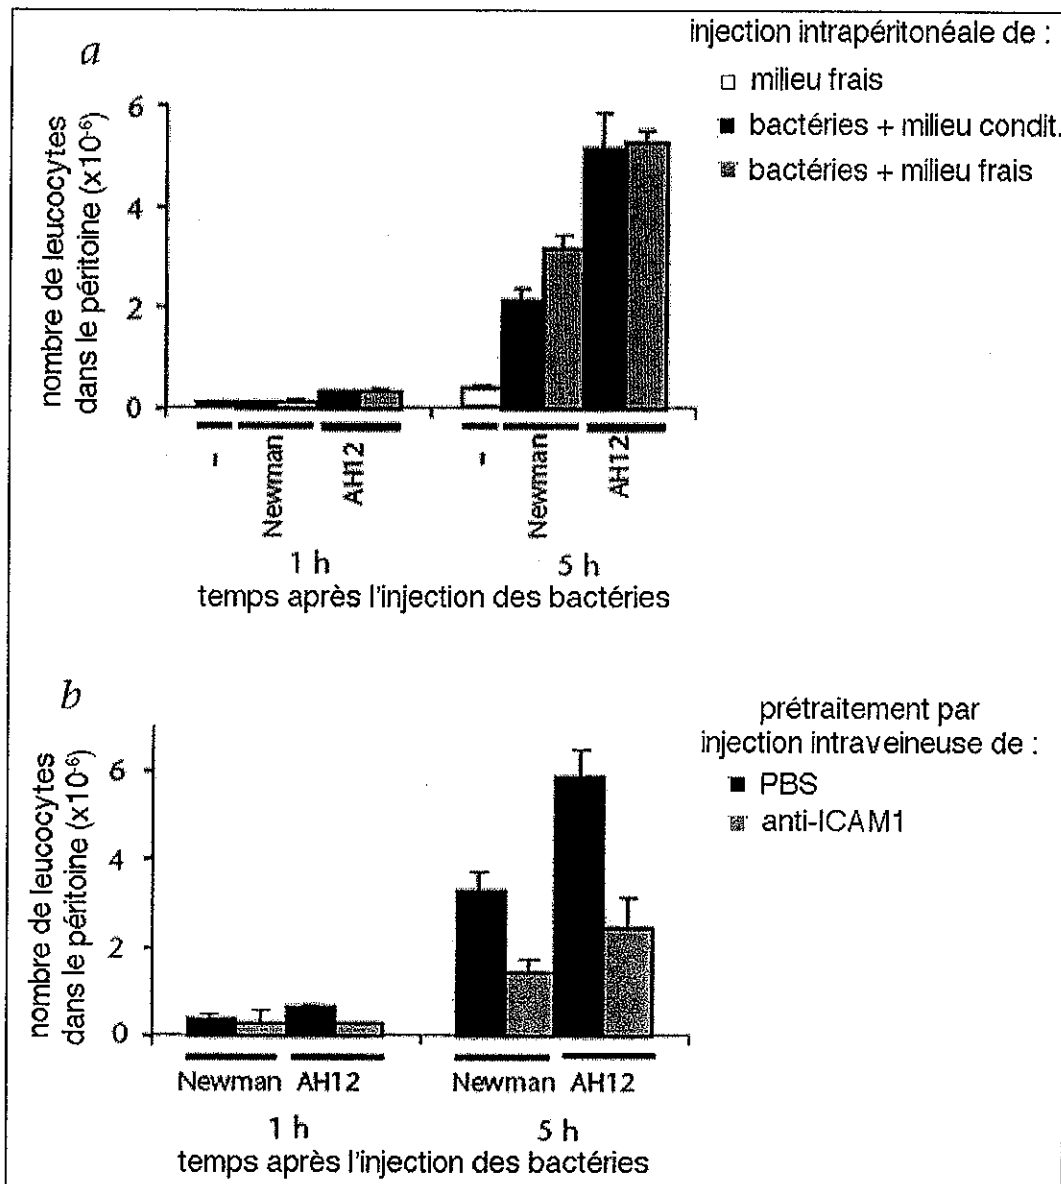 a
injection intrapéritonéale de :
milieu frais
bactéries + milieu condit.
bactéries + milieu frais
nombre de leucocytes
dans le péritoine (x10⁻⁶)
6
4
2
0
-
Newman
AH12
-
Newman
AH12
1 h
5 h
temps après l'injection des bactéries
b
prétraitement par
injection intraveineuse de :
PBS
anti-ICAM1
nombre de leucocytes
dans le péritoine (x10⁻⁶)
6
4
2
0
Newman AH12
Newman AH12
1 h
5 h
temps après l'injection des bactéries